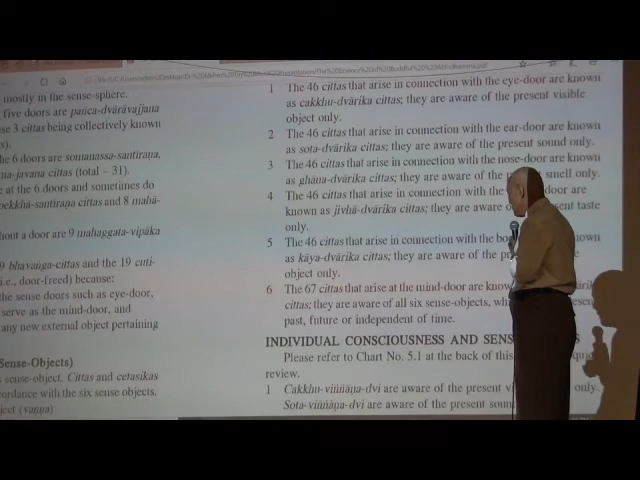 mostly in the sense-sphere.
five doors are pañca-dvārāvajjana
se 3 cittas being collectively known
s).
he 6 doors are somanassa-santīraṇa,
na-javana cittas (total – 31).
e at the 6 doors and sometimes do
pekkhā-santīraṇa cittas and 8 mahā-
hout a door are 9 mahaggata-vipāka
9 bhavaṅga-cittas and the 19 cuti-
i.e., door-freed) because:
the sense doors such as eye-door,
serve as the mind-door, and
any new external object pertaining
Sense-Objects)
s sense-object. Cittas and cetasikas
cordance with the six sense objects.
ject (vaṇṇa)
1 The 46 cittas that arise in connection with the eye-door are known
as cakkhu-dvārika cittas; they are aware of the present visible
object only.
2 The 46 cittas that arise in connection with the ear-door are known
as sota-dvārika cittas; they are aware of the present sound only.
3 The 46 cittas that arise in connection with the nose-door are known
as ghāna-dvārika cittas; they are aware of the smell only.
4 The 46 cittas that arise in connection with the door are
known as jivhā-dvārika cittas; they are aware taste
only.
5 The 46 cittas that arise in connection with the
as kāya-dvārika cittas; they are aware of the
object only.
6 The 67 cittas that arise at the mind-door are
cittas; they are aware of all six sense-objects,
past, future or independent of time.
INDIVIDUAL CONSCIOUSNESS AND
Please refer to Chart No. 5.1 at the back of this
review.
1 Cakkhu-viññāṇa-dvi are aware of the present only.
Sota-viññāṇa-dvi are aware of the present